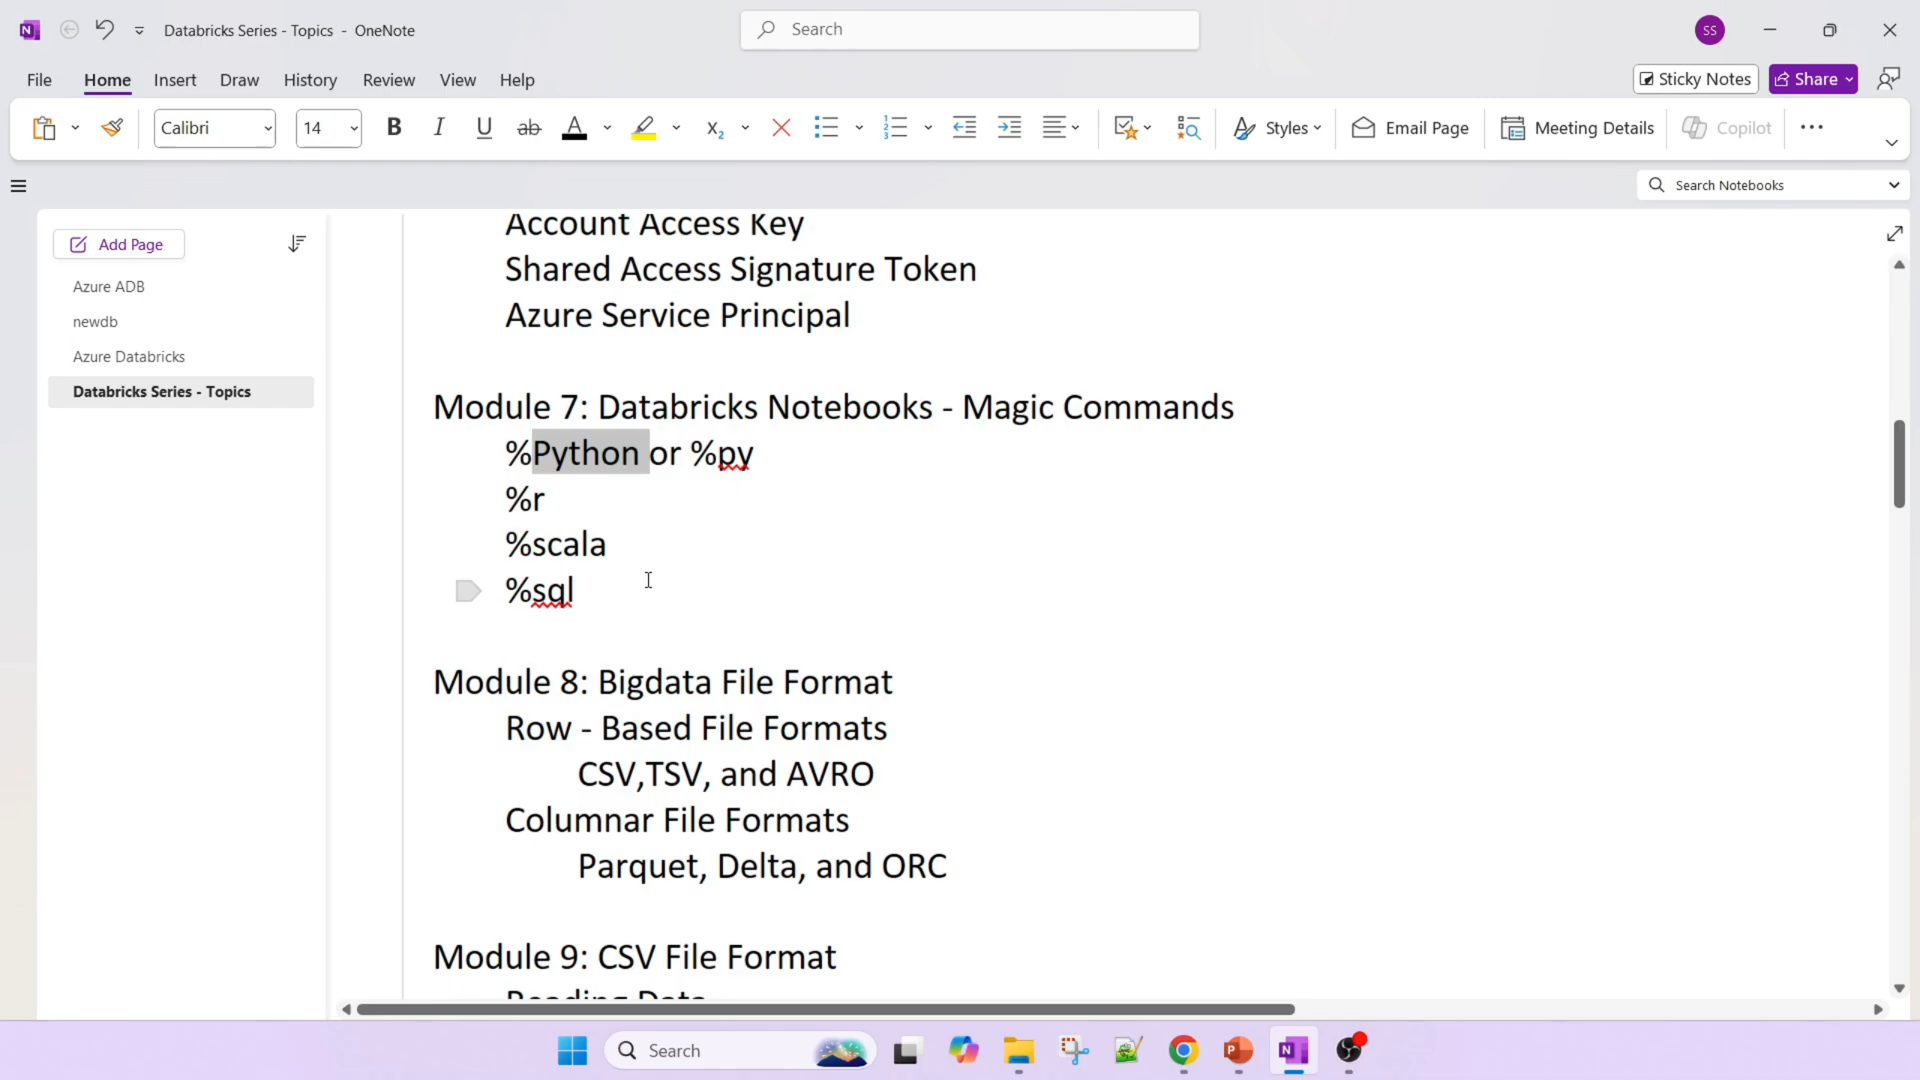 Databricks Series - Topics - OneNote
Search
SS
File Home Insert Draw History Review View Help
Sticky Notes
Share
Calibri
14
Styles
Email Page
Meeting Details
Copilot
Search Notebooks
Add Page
Azure ADB
newdb
Azure Databricks
Databricks Series - Topics
Account Access Key
Shared Access Signature Token
Azure Service Principal
Module 7: Databricks Notebooks - Magic Commands
%Python or %py
%r
%scala
%sql
Module 8: Bigdata File Format
Row - Based File Formats
CSV,TSV, and AVRO
Columnar File Formats
Parquet, Delta, and ORC
Module 9: CSV File Format
Reading Data
Search